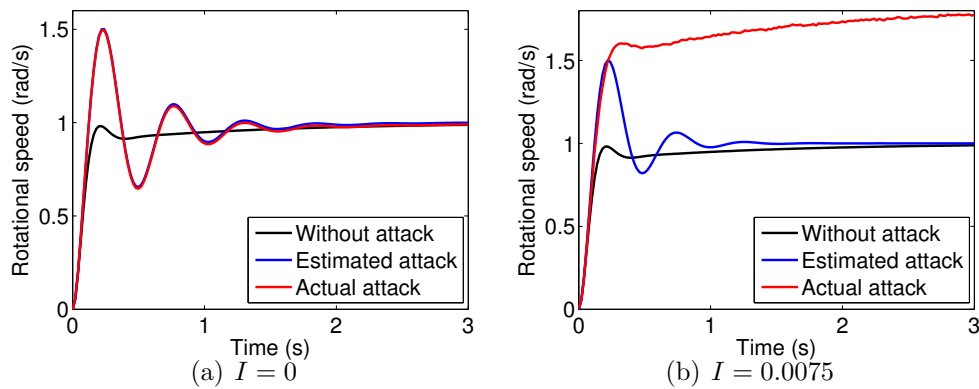 1.5
1
0.5
0
0
1
2
3
Rotational speed (rad/s)
Time (s)
Without attack
Estimated attack
Actual attack
(a) I = 0
1.5
1
0.5
0
0
1
2
3
Rotational speed (rad/s)
Time (s)
Without attack
Estimated attack
Actual attack
(b) I = 0.0075